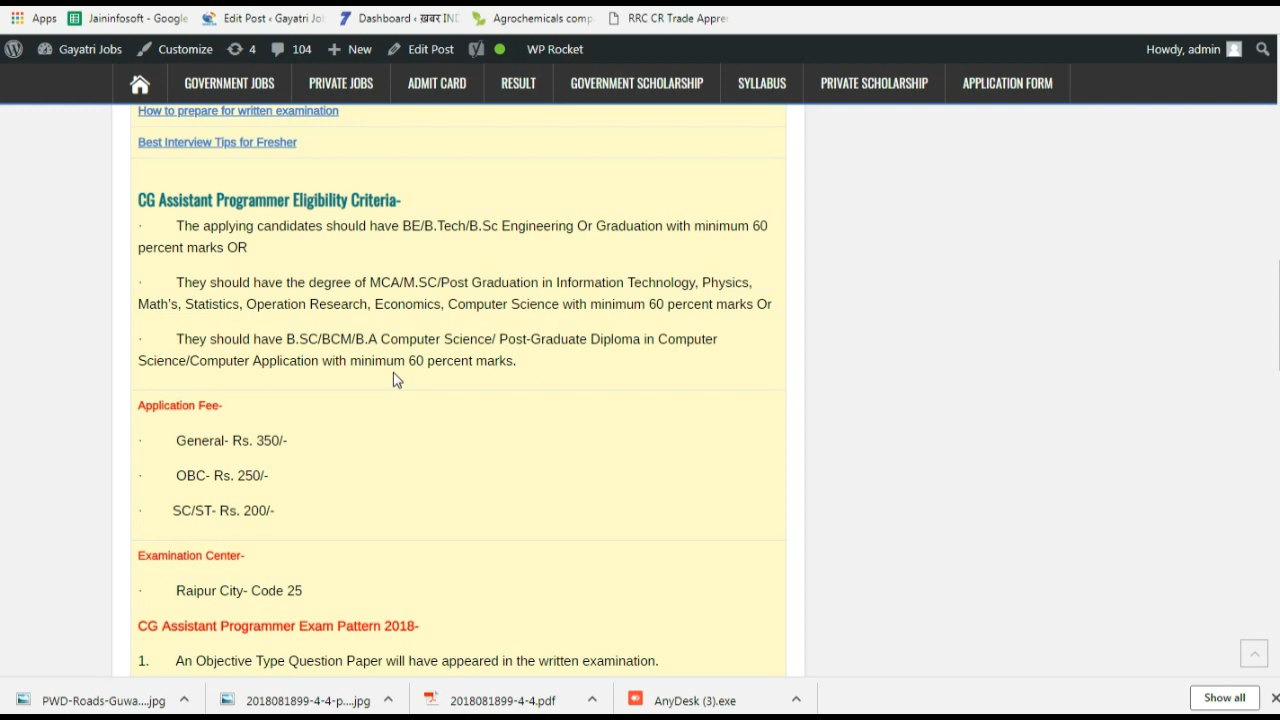 Apps Jaininfosoft - Google Edit Post ‹ Gayatri Jo Dashboard ‹ ख़बर IND Agrochemicals comp RRC CR Trade Appre
Gayatri Jobs Customize 4 104 New Edit Post WP Rocket Howdy, admin
GOVERNMENT JOBS PRIVATE JOBS ADMIT CARD RESULT GOVERNMENT SCHOLARSHIP SYLLABUS PRIVATE SCHOLARSHIP APPLICATION FORM
How to prepare for written examination
Best Interview Tips for Fresher
CG Assistant Programmer Eligibility Criteria-
· The applying candidates should have BE/B.Tech/B.Sc Engineering Or Graduation with minimum 60
percent marks OR
· They should have the degree of MCA/M.SC/Post Graduation in Information Technology, Physics,
Math's, Statistics, Operation Research, Economics, Computer Science with minimum 60 percent marks Or
· They should have B.SC/BCM/B.A Computer Science/ Post-Graduate Diploma in Computer
Science/Computer Application with minimum 60 percent marks.
Application Fee-
· General- Rs. 350/-
· OBC- Rs. 250/-
· SC/ST- Rs. 200/-
Examination Center-
· Raipur City- Code 25
CG Assistant Programmer Exam Pattern 2018-
1. An Objective Type Question Paper will have appeared in the written examination.
PWD-Roads-Guwa....jpg 2018081899-4-4-p....jpg 2018081899-4-4.pdf AnyDesk (3).exe Show all